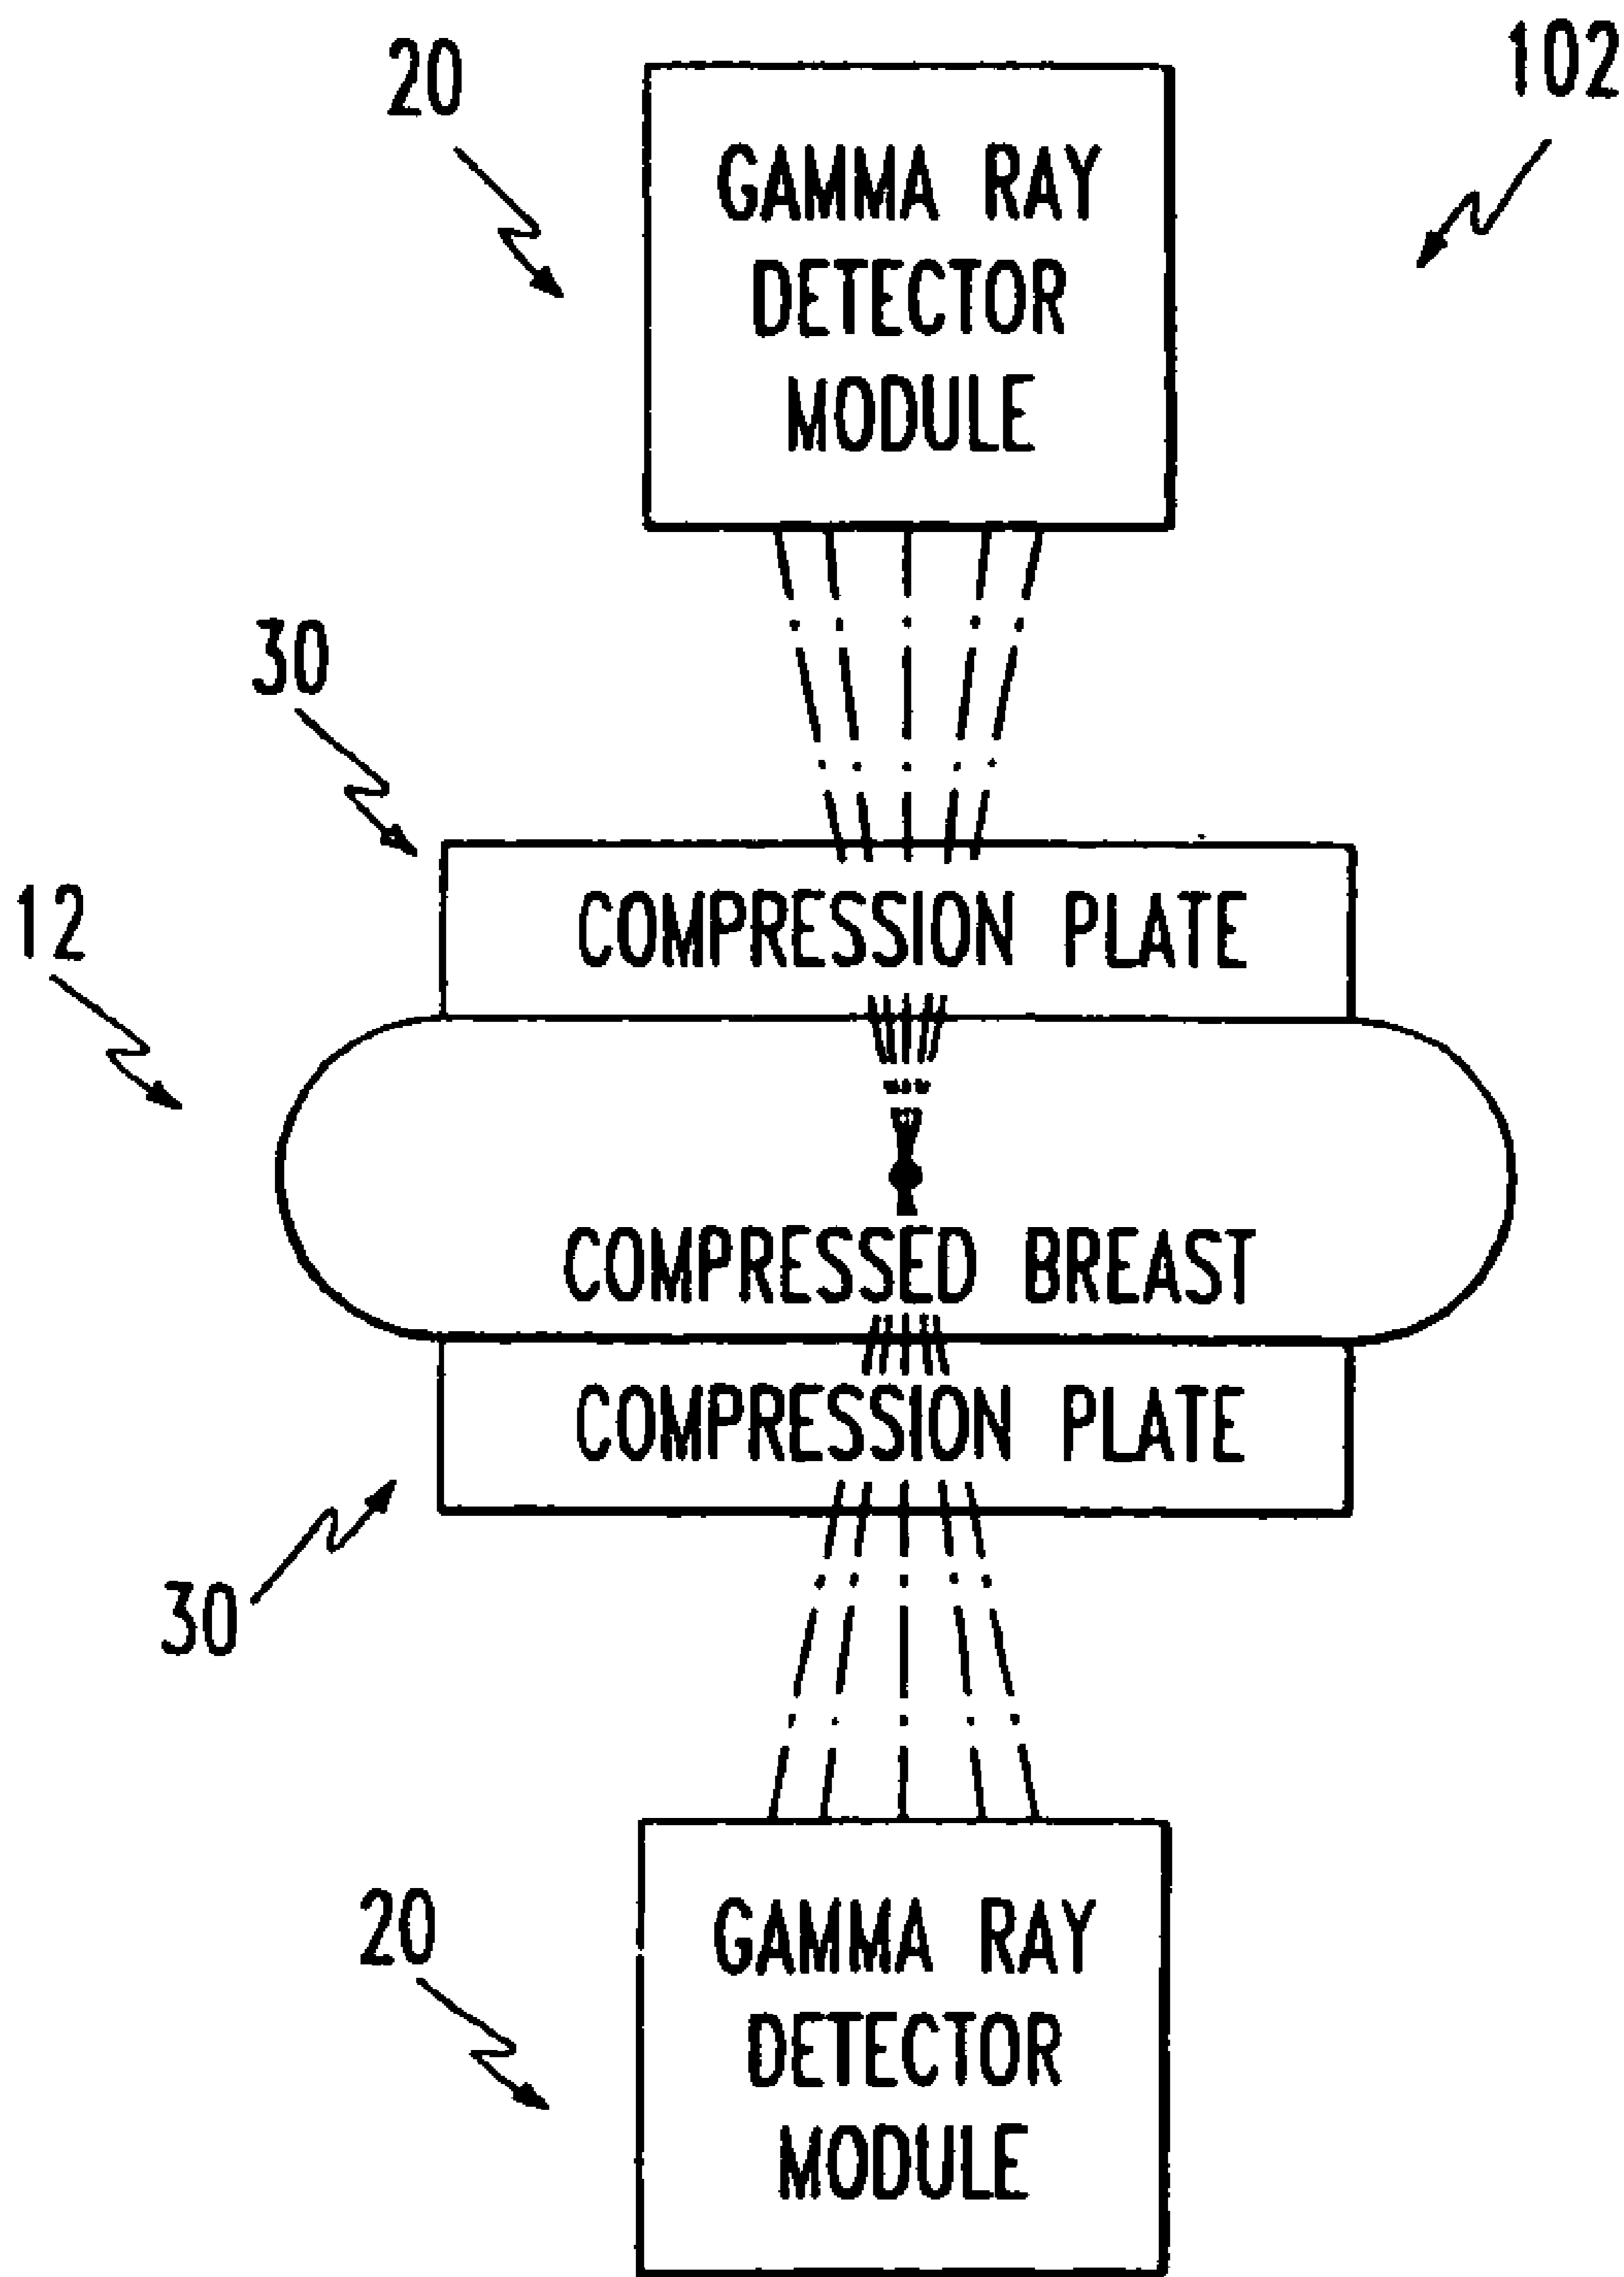 20
102
GAMMA RAY
DETECTOR
MODULE
30
12
COMPRESSION PLATE
COMPRESSED BREAST
COMPRESSION PLATE
30
20
GAMMA RAY
DETECTOR
MODULE